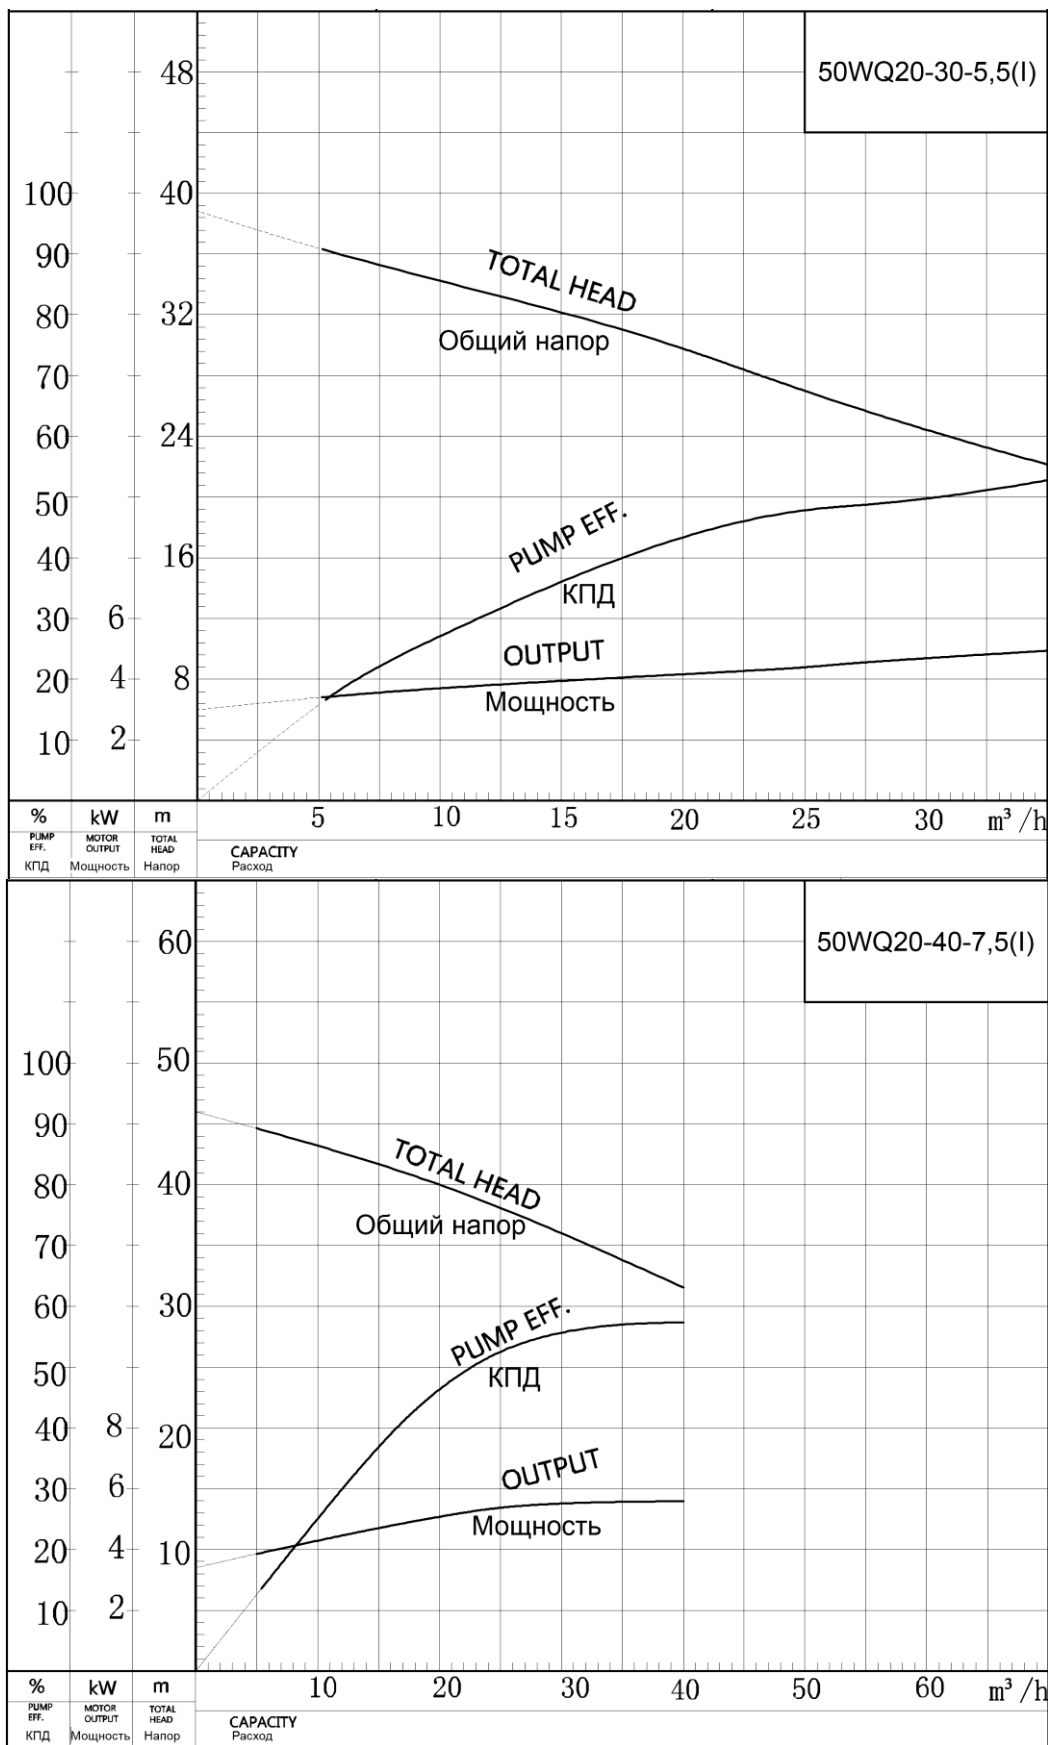 50WQ20-30-5,5(I)
48
100 40
90
80 32
70
60 24
50
40 16
30 6
20 4 8
10 2
TOTAL HEAD
Общий напор
PUMP EFF.
КПД
OUTPUT
Мощность
5 10 15 20 25 30 m³/h
% kW m
PUMP EFF. MOTOR OUTPUT TOTAL HEAD
КПД Мощность Напор
CAPACITY
Расход
50WQ20-40-7,5(I)
60
100 50
90
80 40
70
60 30
50
40 8 20
30 6
20 4 10
10 2
TOTAL HEAD
Общий напор
PUMP EFF.
КПД
OUTPUT
Мощность
10 20 30 40 50 60 m³/h
% kW m
PUMP EFF. MOTOR OUTPUT TOTAL HEAD
КПД Мощность Напор
CAPACITY
Расход